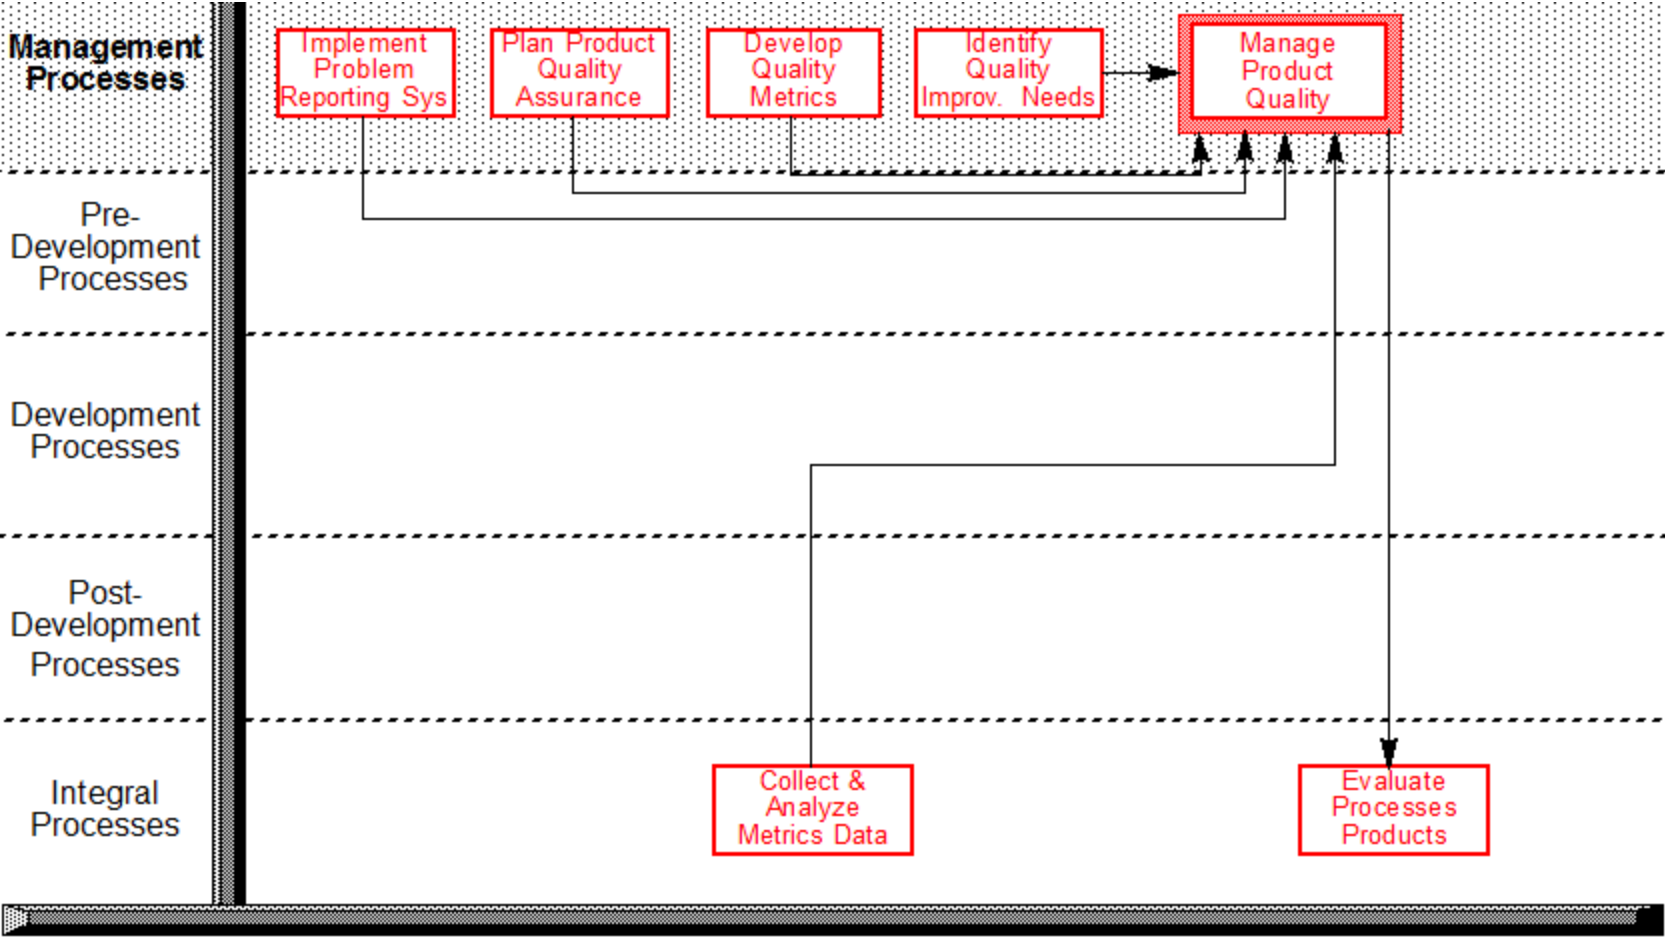 Management
Processes
Implement
Problem
Reporting Sys
Plan Product
Quality
Assurance
Develop
Quality
Metrics
Identify
Quality
Improv. Needs
Manage
Product
Quality
Pre-
Development
Processes
Development
Processes
Post-
Development
Processes
Integral
Processes
Collect &
Analyze
Metrics Data
Evaluate
Processes
Products